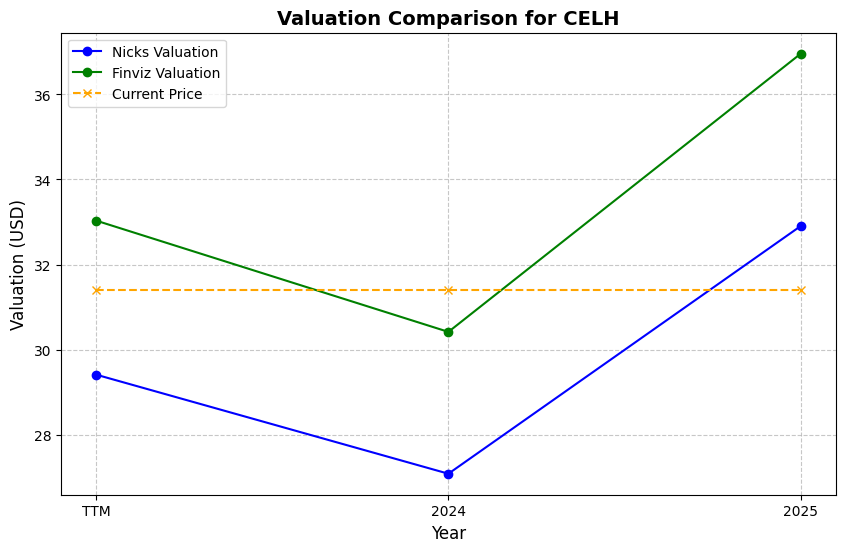 Valuation Comparison for CELH
Nicks Valuation
Finviz Valuation
Current Price
Valuation (USD)
36
34
32
30
28
TTM
2024
2025
Year